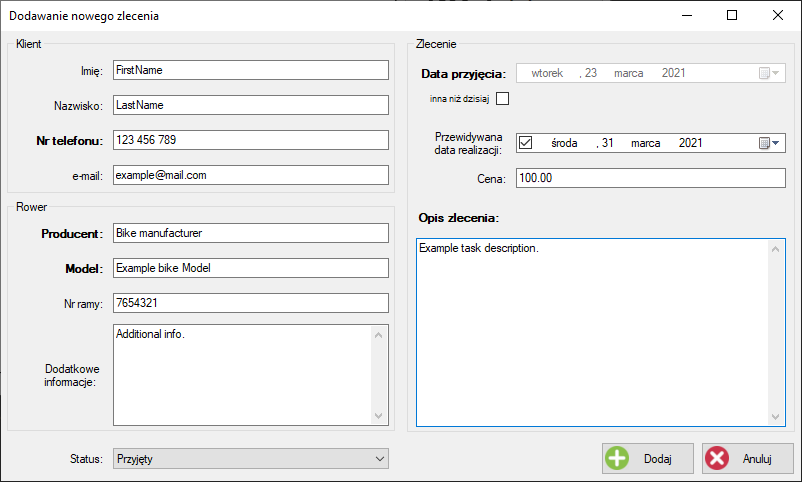 Dodawanie nowego zlecenia
Klient
Imię: FirstName
Nazwisko: LastName
Nr telefonu: 123 456 789
e-mail: example@mail.com
Rower
Producent: Bike manufacturer
Model: Example bike Model
Nr ramy: 7654321
Additional info.
Dodatkowe
informacje:
Status: Przyjęty
Zlecenie
Data przyjęcia: wtorek , 23 marca 2021
inna niż dzisiaj
Przewidywana
data realizacji: środa , 31 marca 2021
Cena: 100.00
Opis zlecenia:
Example task description.
Dodaj
Anuluj